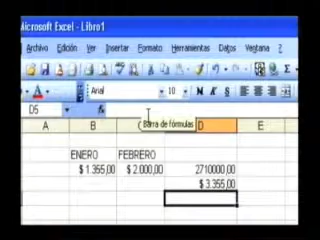 Microsoft Excel - Libro1
Archivo Edición Ver Insertar Formato Herramientas Datos Ventana ?
Arial 10 N K S
D5 fx
A B C D E
Barra de fórmulas
ENERO FEBRERO
$ 1.355,00 $ 2.000,00 2710000,00
$ 3.355,00